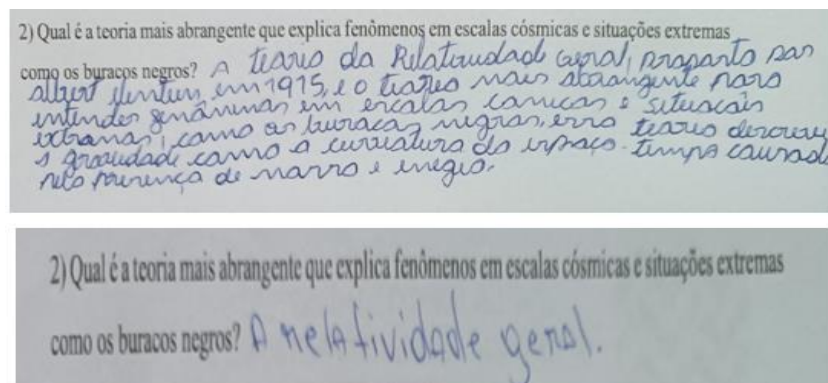 2) Qual é a teoria mais abrangente que explica fenômenos em escalas cósmicas e situações extremas
como os buracos negros? A teoria da Relatividade Geral, proposta por
albert em 1915, é a teoria mais abrangente para
entender fenômenos em escalas cósmicas e situações
extremas, como os buracos negros, essa teoria descreve
a gravidade como a curvatura do espaço-tempo causada
pela presença de massa e energia.
2) Qual é a teoria mais abrangente que explica fenômenos em escalas cósmicas e situações extremas
como os buracos negros? A relatividade geral.